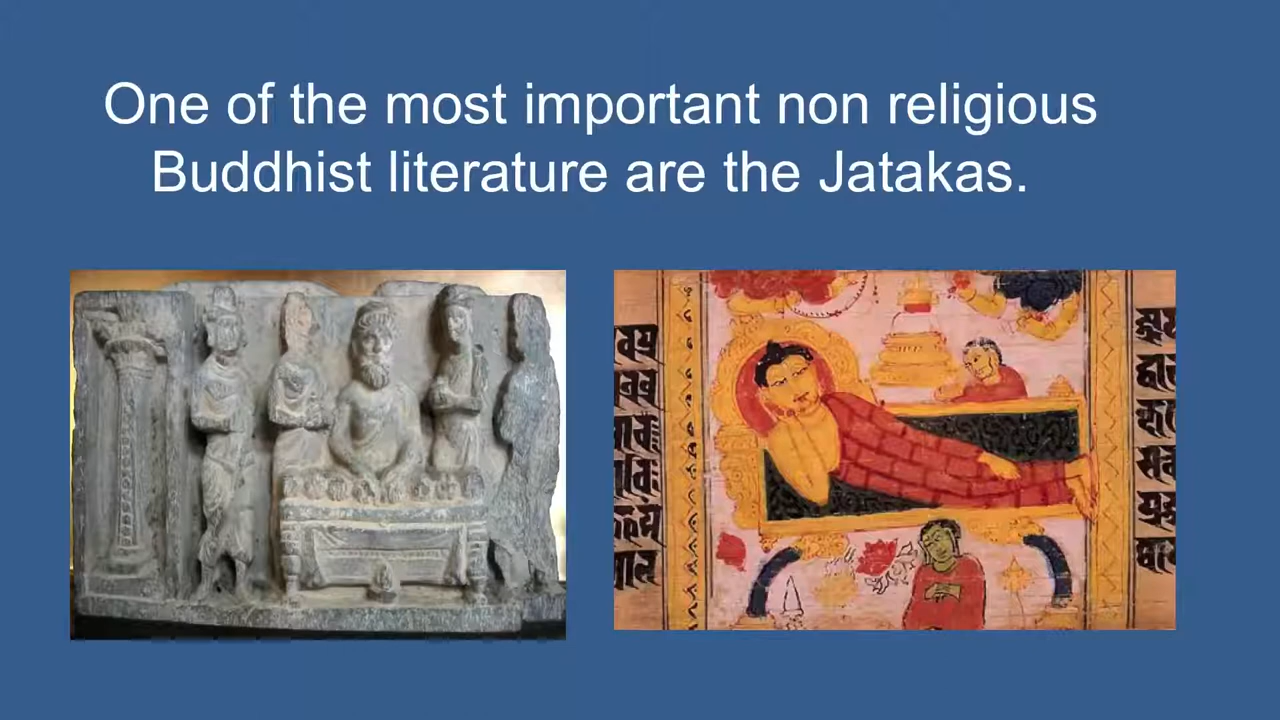 One of the most important non religious
Buddhist literature are the Jatakas.